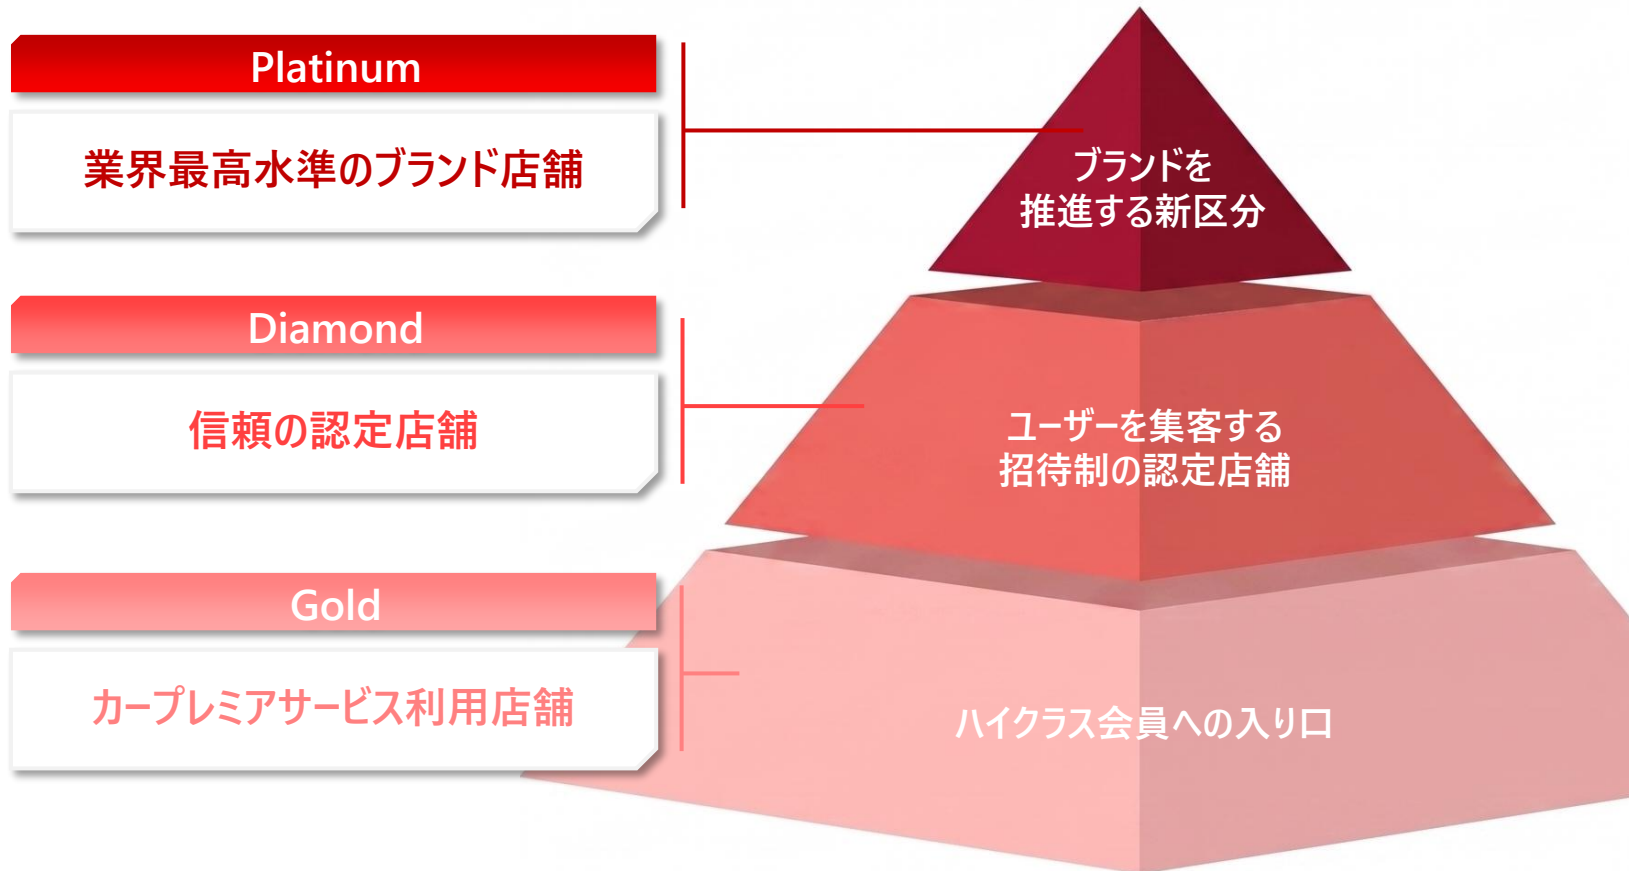 Platinum
業界最高水準のブランド店舗
ブランドを
推進する新区分
Diamond
信頼の認定店舗
ユーザーを集客する
招待制の認定店舗
Gold
カープレミアサービス利用店舗
ハイクラス会員への入り口